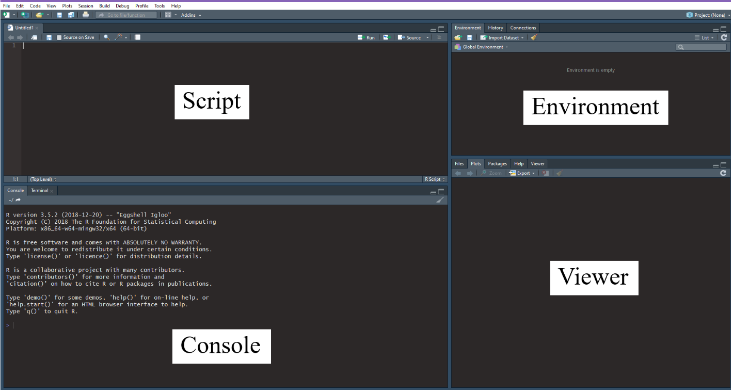 File Edit Code View Plots Session Build Debug Profile Tools Help
Go to file/function Addins
Project: (None)
Untitled1
Source on Save Run Source
1
Script
1:1 (Top Level) R Script
Console Terminal
R version 3.5.2 (2018-12-20) -- "Eggshell Igloo"
Copyright (C) 2018 The R Foundation for Statistical Computing
Platform: x86_64-w64-mingw32/x64 (64-bit)
R is free software and comes with ABSOLUTELY NO WARRANTY.
You are welcome to redistribute it under certain conditions.
Type 'license()' or 'licence()' for distribution details.
R is a collaborative project with many contributors.
Type 'contributors()' for more information and
'citation()' on how to cite R or R packages in publications.
Type 'demo()' for some demos, 'help()' for on-line help, or
'help.start()' for an HTML browser interface to help.
Type 'q()' to quit R.
>
Console
Environment History Connections
Import Dataset List
Global Environment
Environment is empty
Environment
Files Plots Packages Help Viewer
Zoom Export
Viewer